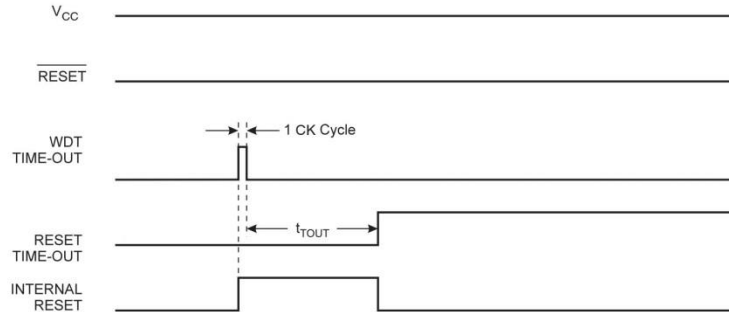 VCC
RESET
1 CK Cycle
WDT
TIME-OUT
tTOUT
RESET
TIME-OUT
INTERNAL
RESET